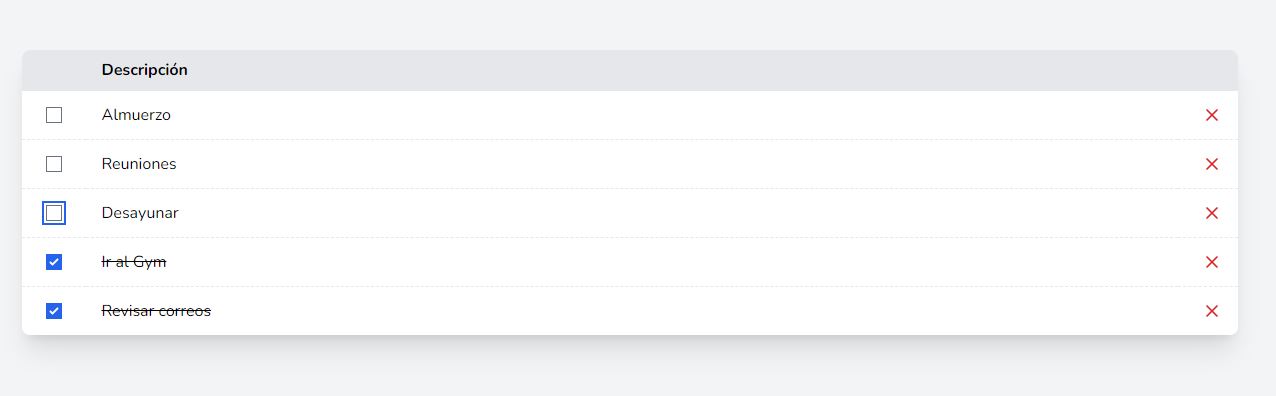 Descripción
Almuerzo
Reuniones
Desayunar
Ir al Gym
Revisar correos